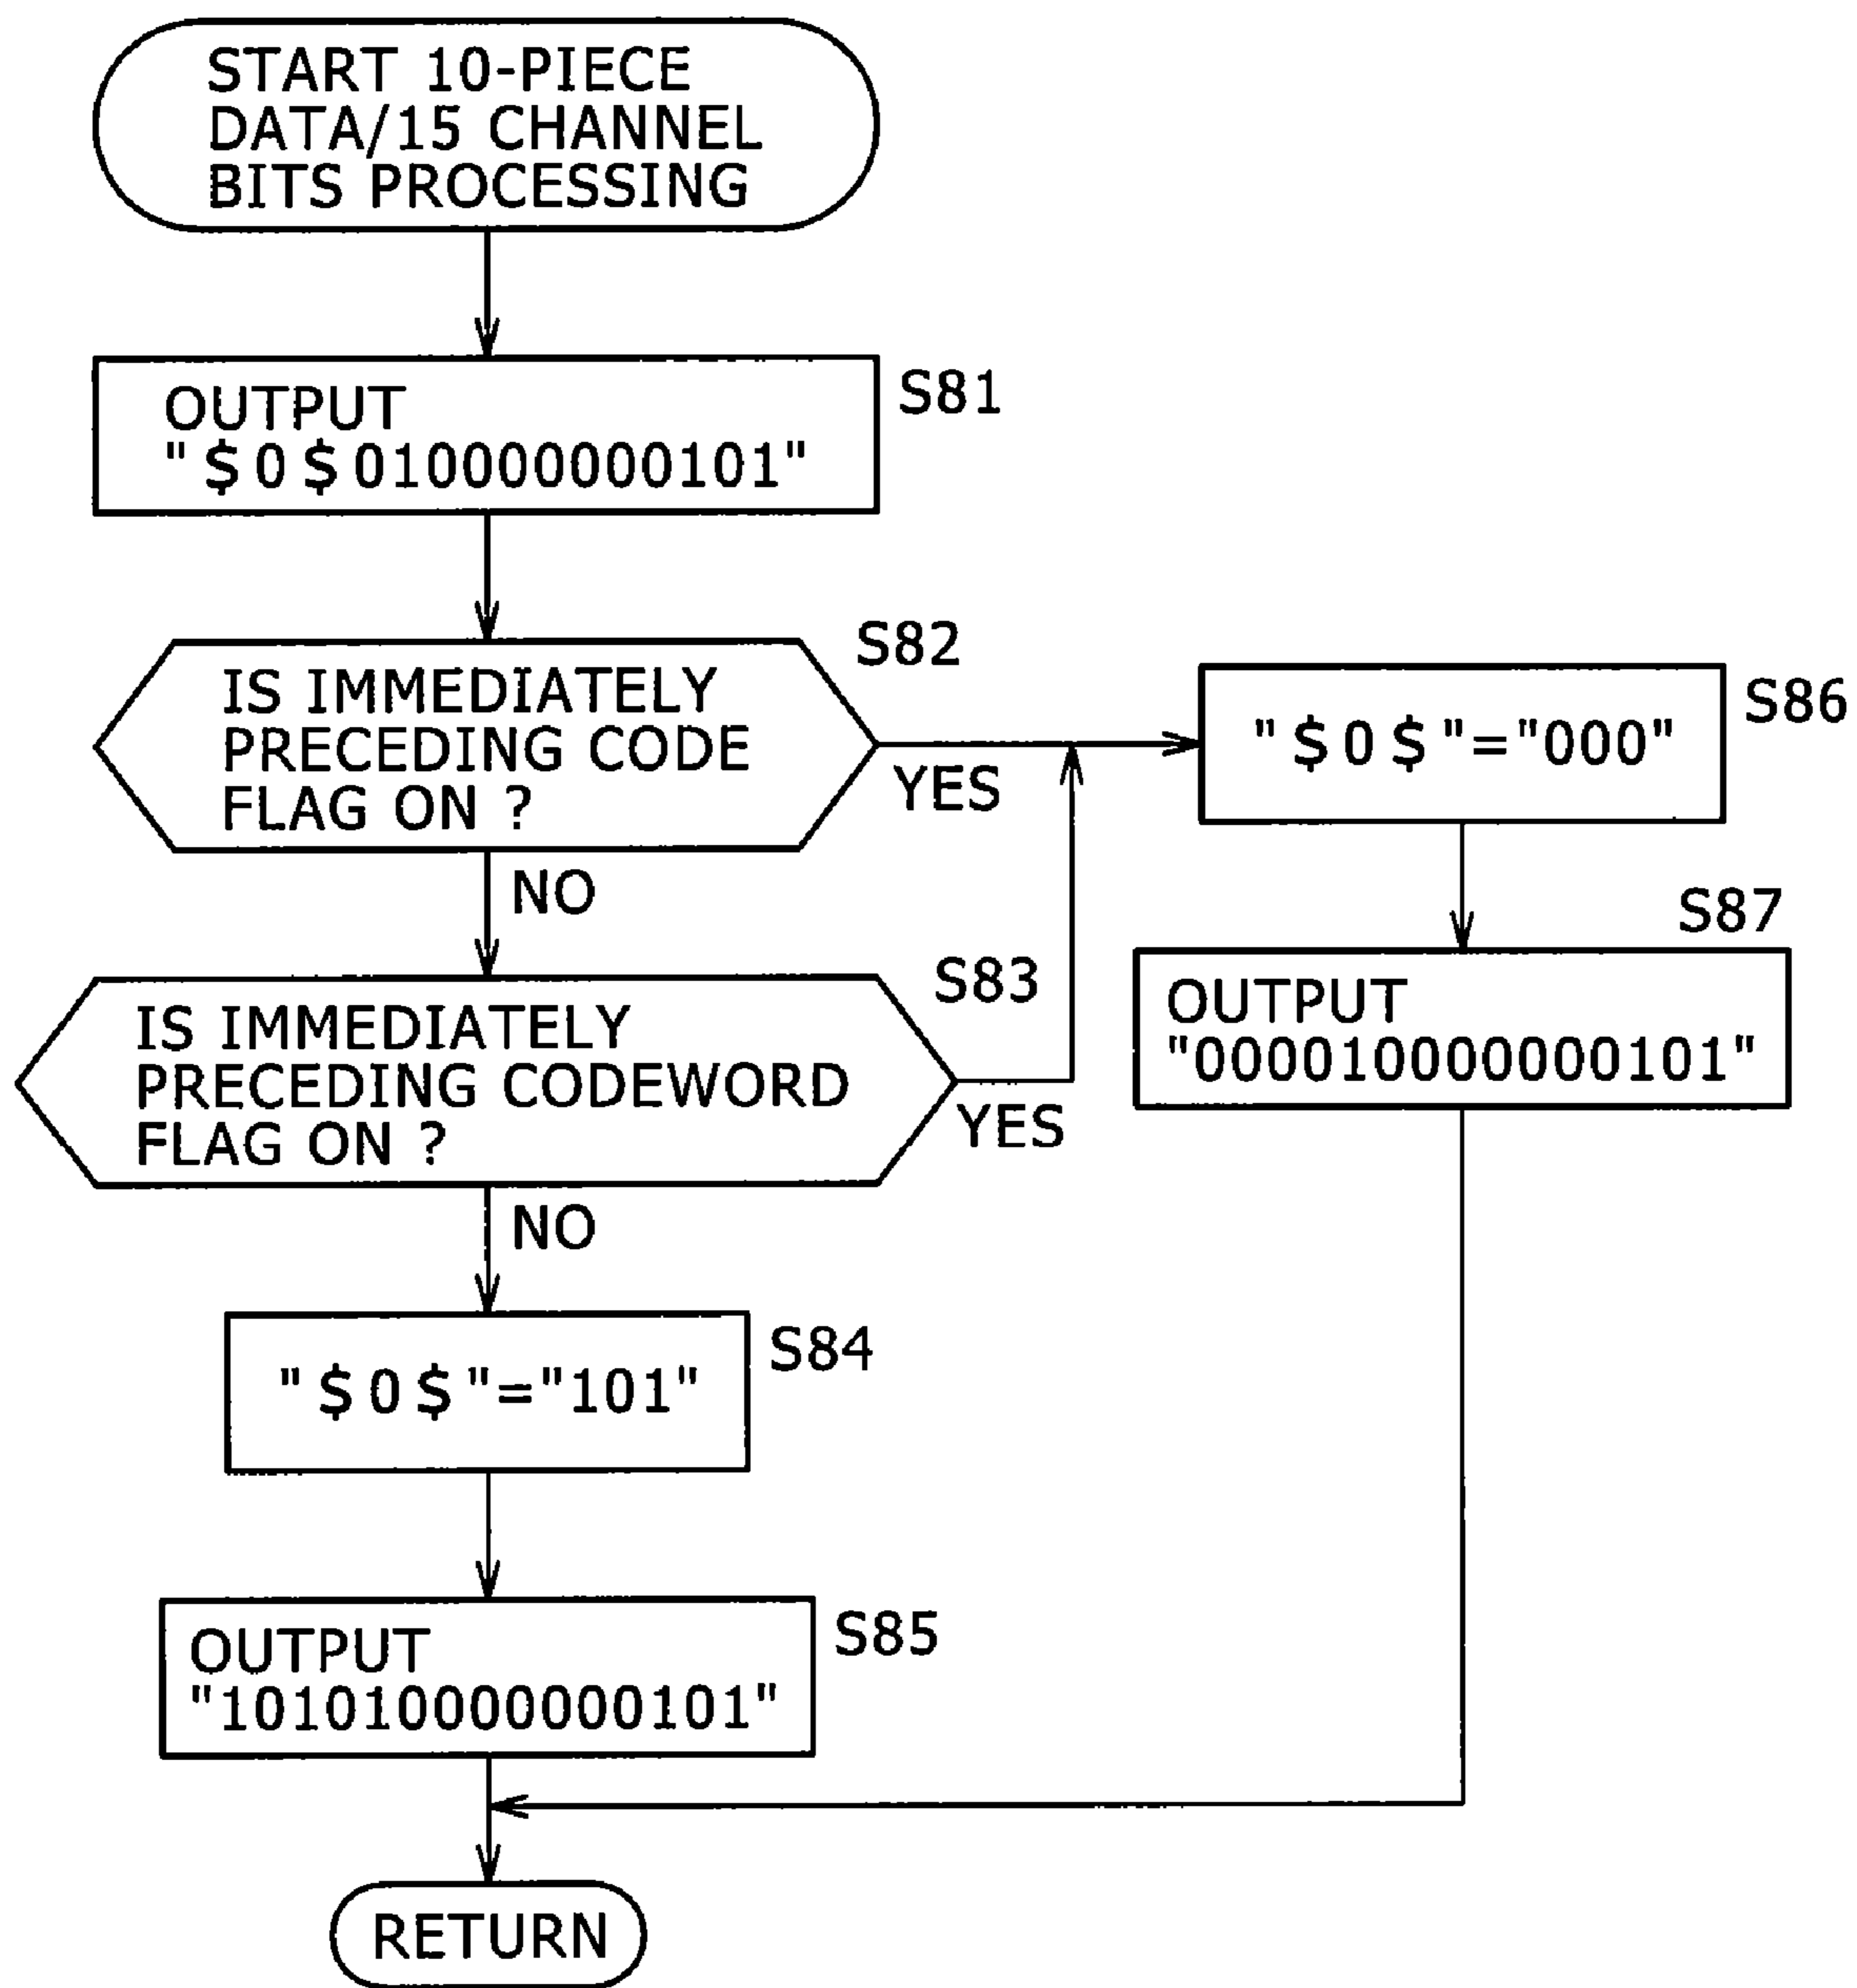 START 10-PIECE
DATA/15 CHANNEL
BITS PROCESSING
OUTPUT
"$0$010000000101"
S81
IS IMMEDIATELY
PRECEDING CODE
FLAG ON ?
S82
YES
NO
"$0$"="000"
S86
OUTPUT
"000010000000101"
S87
IS IMMEDIATELY
PRECEDING CODEWORD
FLAG ON ?
S83
YES
NO
"$0$"="101"
S84
OUTPUT
"101010000000101"
S85
RETURN